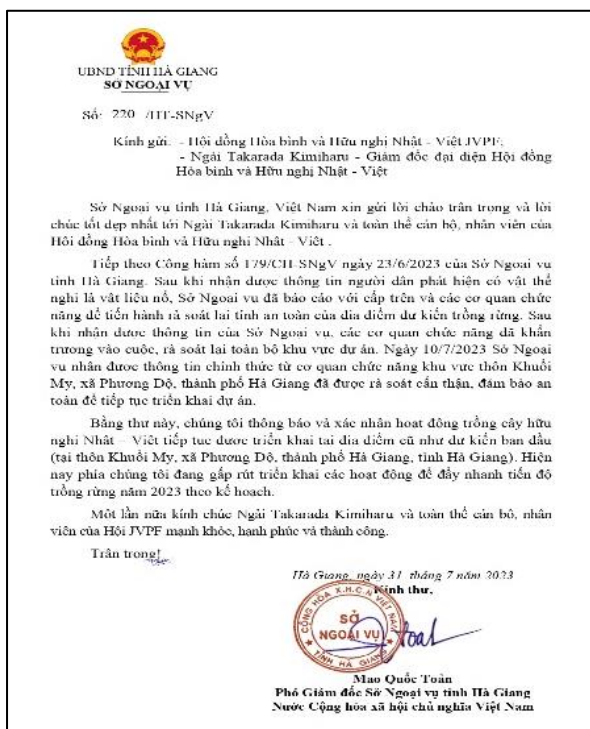 UBND TỈNH HÀ GIANG
SỞ NGOẠI VỤ
Số: 220 /HT-SNgV
Kính gửi: - Hội đồng Hòa bình và Hữu nghị Nhật - Việt JVPF;
- Ngài Takarada Kimiharu - Giám đốc đại diện Hội đồng
Hòa bình và Hữu nghị Nhật - Việt
Sở Ngoại vụ tỉnh Hà Giang, Việt Nam xin gửi lời chào trân trọng và lời
chúc tốt đẹp nhất tới Ngài Takarada Kimiharu và toàn thể cán bộ, nhân viên của
Hội đồng Hòa bình và Hữu nghị Nhật - Việt .
Tiếp theo Công hàm số 179/CH-SNgV ngày 23/6/2023 của Sở Ngoại vụ
tỉnh Hà Giang. Sau khi nhận được thông tin người dân phát hiện có vật thể
nghi là vật liệu nổ, Sở Ngoại vụ đã báo cáo với cấp trên và các cơ quan chức
năng để tiến hành rà soát lại tính an toàn của địa điểm dự kiến trồng rừng. Sau
khi nhận được thông tin của Sở Ngoại vụ, các cơ quan chức năng đã khẩn
trương vào cuộc, rà soát lại toàn bộ khu vực dự án. Ngày 10/7/2023 Sở Ngoại
vụ nhận được thông tin chính thức từ cơ quan chức năng khu vực thôn Khuổi
My, xã Phương Độ, thành phố Hà Giang đã được rà soát cẩn thận, đảm bảo an
toàn để tiếp tục triển khai dự án.
Bằng thư này, chúng tôi thông báo và xác nhận hoạt động trồng cây hữu
nghị Nhật – Việt tiếp tục được triển khai tại địa điểm cũ như dự kiến ban đầu
(tại thôn Khuổi My, xã Phương Độ, thành phố Hà Giang, tỉnh Hà Giang). Hiện
nay phía chúng tôi đang gấp rút triển khai các hoạt động để đẩy nhanh tiến độ
trồng rừng năm 2023 theo kế hoạch.
Một lần nữa kính chúc Ngài Takarada Kimiharu và toàn thể cán bộ, nhân
viên của Hội JVPF mạnh khỏe, hạnh phúc và thành công.
Trân trọng!
Hà Giang, ngày 31 tháng 7 năm 2023
Kính thư,
CỘNG HÒA X.H.C.N VIỆT NAM
SỞ
NGOẠI VỤ
TỈNH HÀ GIANG
Mao Quốc Toàn
Phó Giám đốc Sở Ngoại vụ tỉnh Hà Giang
Nước Cộng hòa xã hội chủ nghĩa Việt Nam